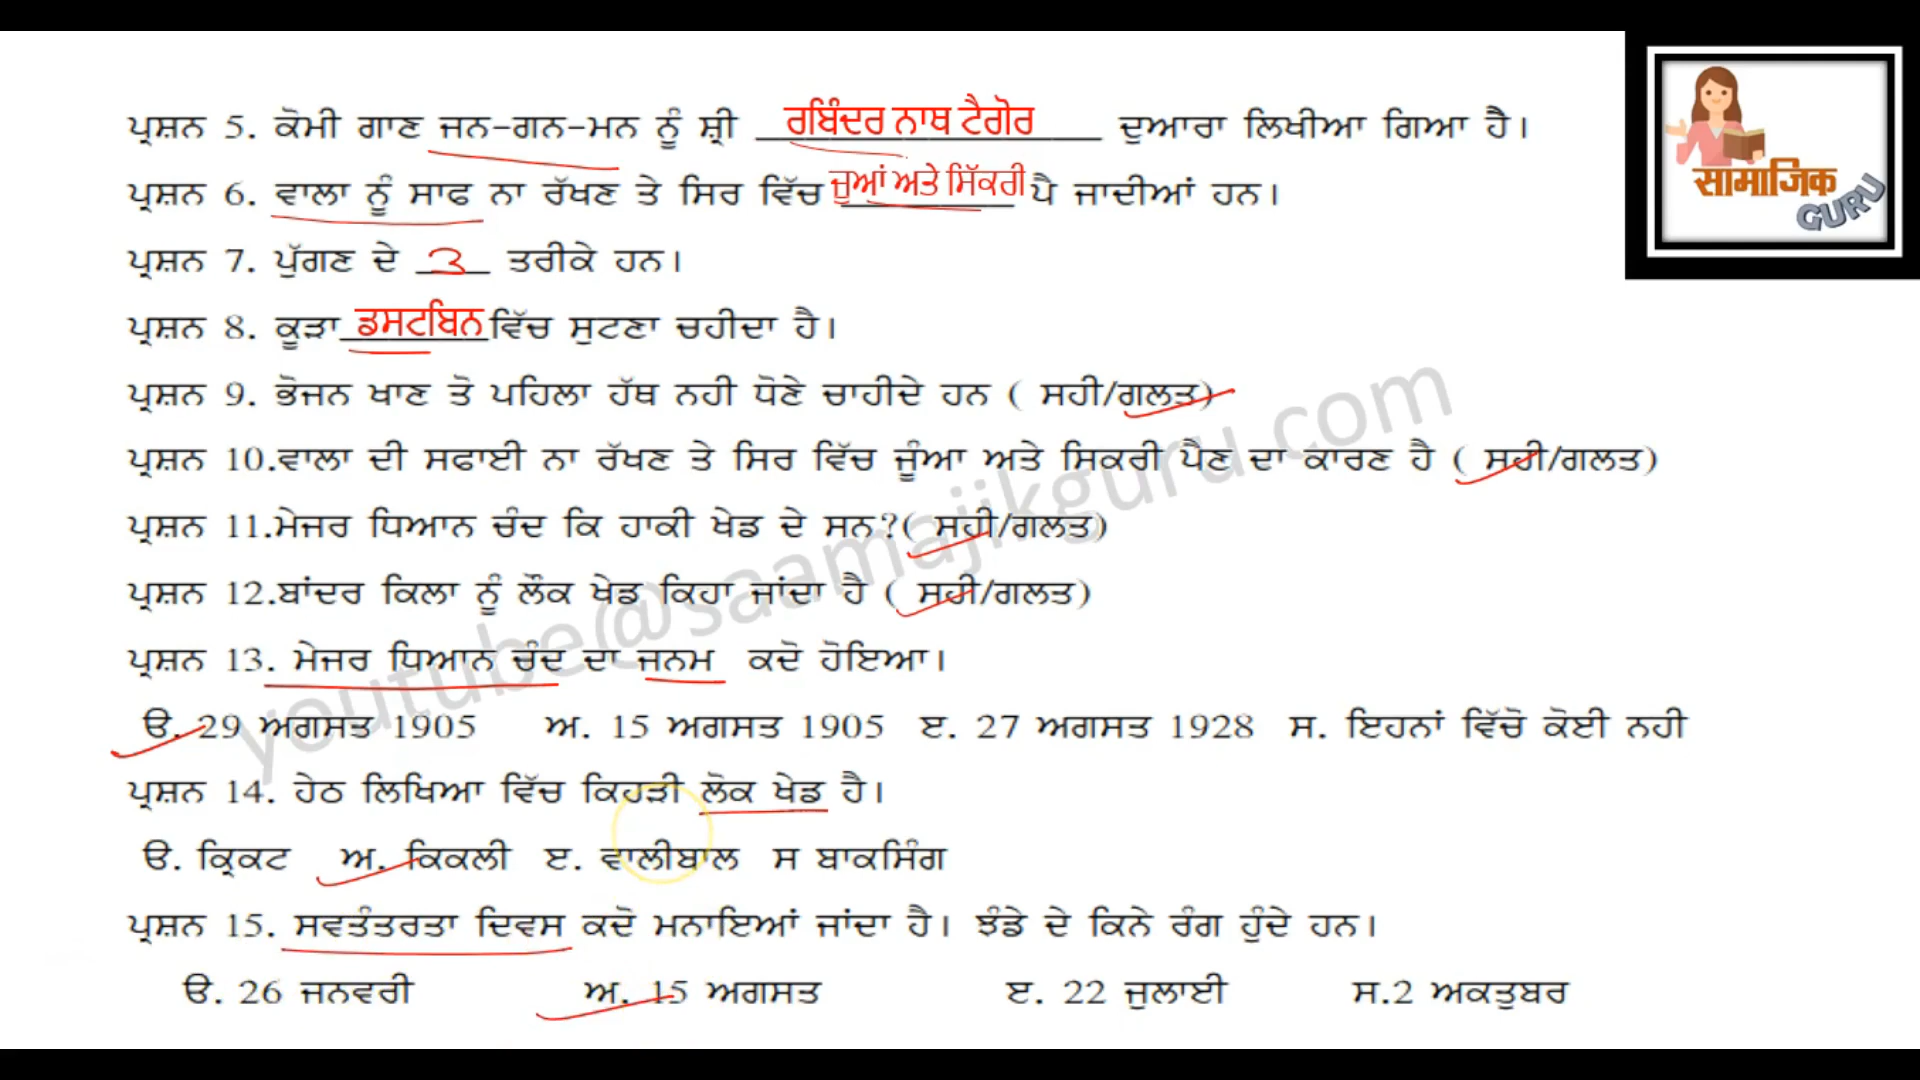 ਪ੍ਰਸ਼ਨ 5. ਕੋਮੀ ਗਾਣ ਜਨ-ਗਨ-ਮਨ ਨੂੰ ਸ਼੍ਰੀ ਰਬਿੰਦਰ ਨਾਥ ਟੈਗੋਰ ਦੁਆਰਾ ਲਿਖੀਆ ਗਿਆ ਹੈ।
ਪ੍ਰਸ਼ਨ 6. ਵਾਲਾ ਨੂੰ ਸਾਫ ਨਾ ਰੱਖਣ ਤੇ ਸਿਰ ਵਿੱਚ ਜੁਆਂ ਅਤੇ ਸਿੱਕਰੀ ਪੈ ਜਾਦੀਆਂ ਹਨ।
ਪ੍ਰਸ਼ਨ 7. ਪੁੱਗਣ ਦੇ 3 ਤਰੀਕੇ ਹਨ।
ਪ੍ਰਸ਼ਨ 8. ਕੂੜਾ ਡਸਟਬਿਨ ਵਿੱਚ ਸੁਟਣਾ ਚਹੀਦਾ ਹੈ।
ਪ੍ਰਸ਼ਨ 9. ਭੋਜਨ ਖਾਣ ਤੋ ਪਹਿਲਾ ਹੱਥ ਨਹੀ ਧੋਣੇ ਚਾਹੀਦੇ ਹਨ ( ਸਹੀ/ਗਲਤ)
ਪ੍ਰਸ਼ਨ 10.ਵਾਲਾ ਦੀ ਸਫਾਈ ਨਾ ਰੱਖਣ ਤੇ ਸਿਰ ਵਿੱਚ ਜੂੰਆ ਅਤੇ ਸਿਕਰੀ ਪੈਣ ਦਾ ਕਾਰਣ ਹੈ ( ਸਹੀ/ਗਲਤ)
ਪ੍ਰਸ਼ਨ 11.ਮੇਜਰ ਧਿਆਨ ਚੰਦ ਕਿ ਹਾਕੀ ਖੇਡ ਦੇ ਸਨ?( ਸਹੀ/ਗਲਤ)
ਪ੍ਰਸ਼ਨ 12.ਬਾਂਦਰ ਕਿਲਾ ਨੂੰ ਲੌਕ ਖੇਡ ਕਿਹਾ ਜਾਂਦਾ ਹੈ ( ਸਹੀ/ਗਲਤ)
ਪ੍ਰਸ਼ਨ 13. ਮੇਜਰ ਧਿਆਨ ਚੰਦ ਦਾ ਜਨਮ ਕਦੋ ਹੋਇਆ।
ੳ. 29 ਅਗਸਤ 1905 ਅ. 15 ਅਗਸਤ 1905 ੲ. 27 ਅਗਸਤ 1928 ਸ. ਇਹਨਾਂ ਵਿੱਚੋ ਕੋਈ ਨਹੀ
ਪ੍ਰਸ਼ਨ 14. ਹੇਠ ਲਿਖਿਆ ਵਿੱਚ ਕਿਹੜੀ ਲੋਕ ਖੇਡ ਹੈ।
ੳ. ਕ੍ਰਿਕਟ ਅ. ਕਿਕਲੀ ੲ. ਵਾਲੀਬਾਲ ਸ ਬਾਕਸਿੰਗ
ਪ੍ਰਸ਼ਨ 15. ਸਵਤੰਤਰਤਾ ਦਿਵਸ ਕਦੋ ਮਨਾਇਆਂ ਜਾਂਦਾ ਹੈ। ਝੰਡੇ ਦੇ ਕਿਨੇ ਰੰਗ ਹੁੰਦੇ ਹਨ।
ੳ. 26 ਜਨਵਰੀ ਅ. 15 ਅਗਸਤ ੲ. 22 ਜੁਲਾਈ ਸ.2 ਅਕਤੁਬਰ
youtube@saamajikguru.com
सामाजिक
GURU